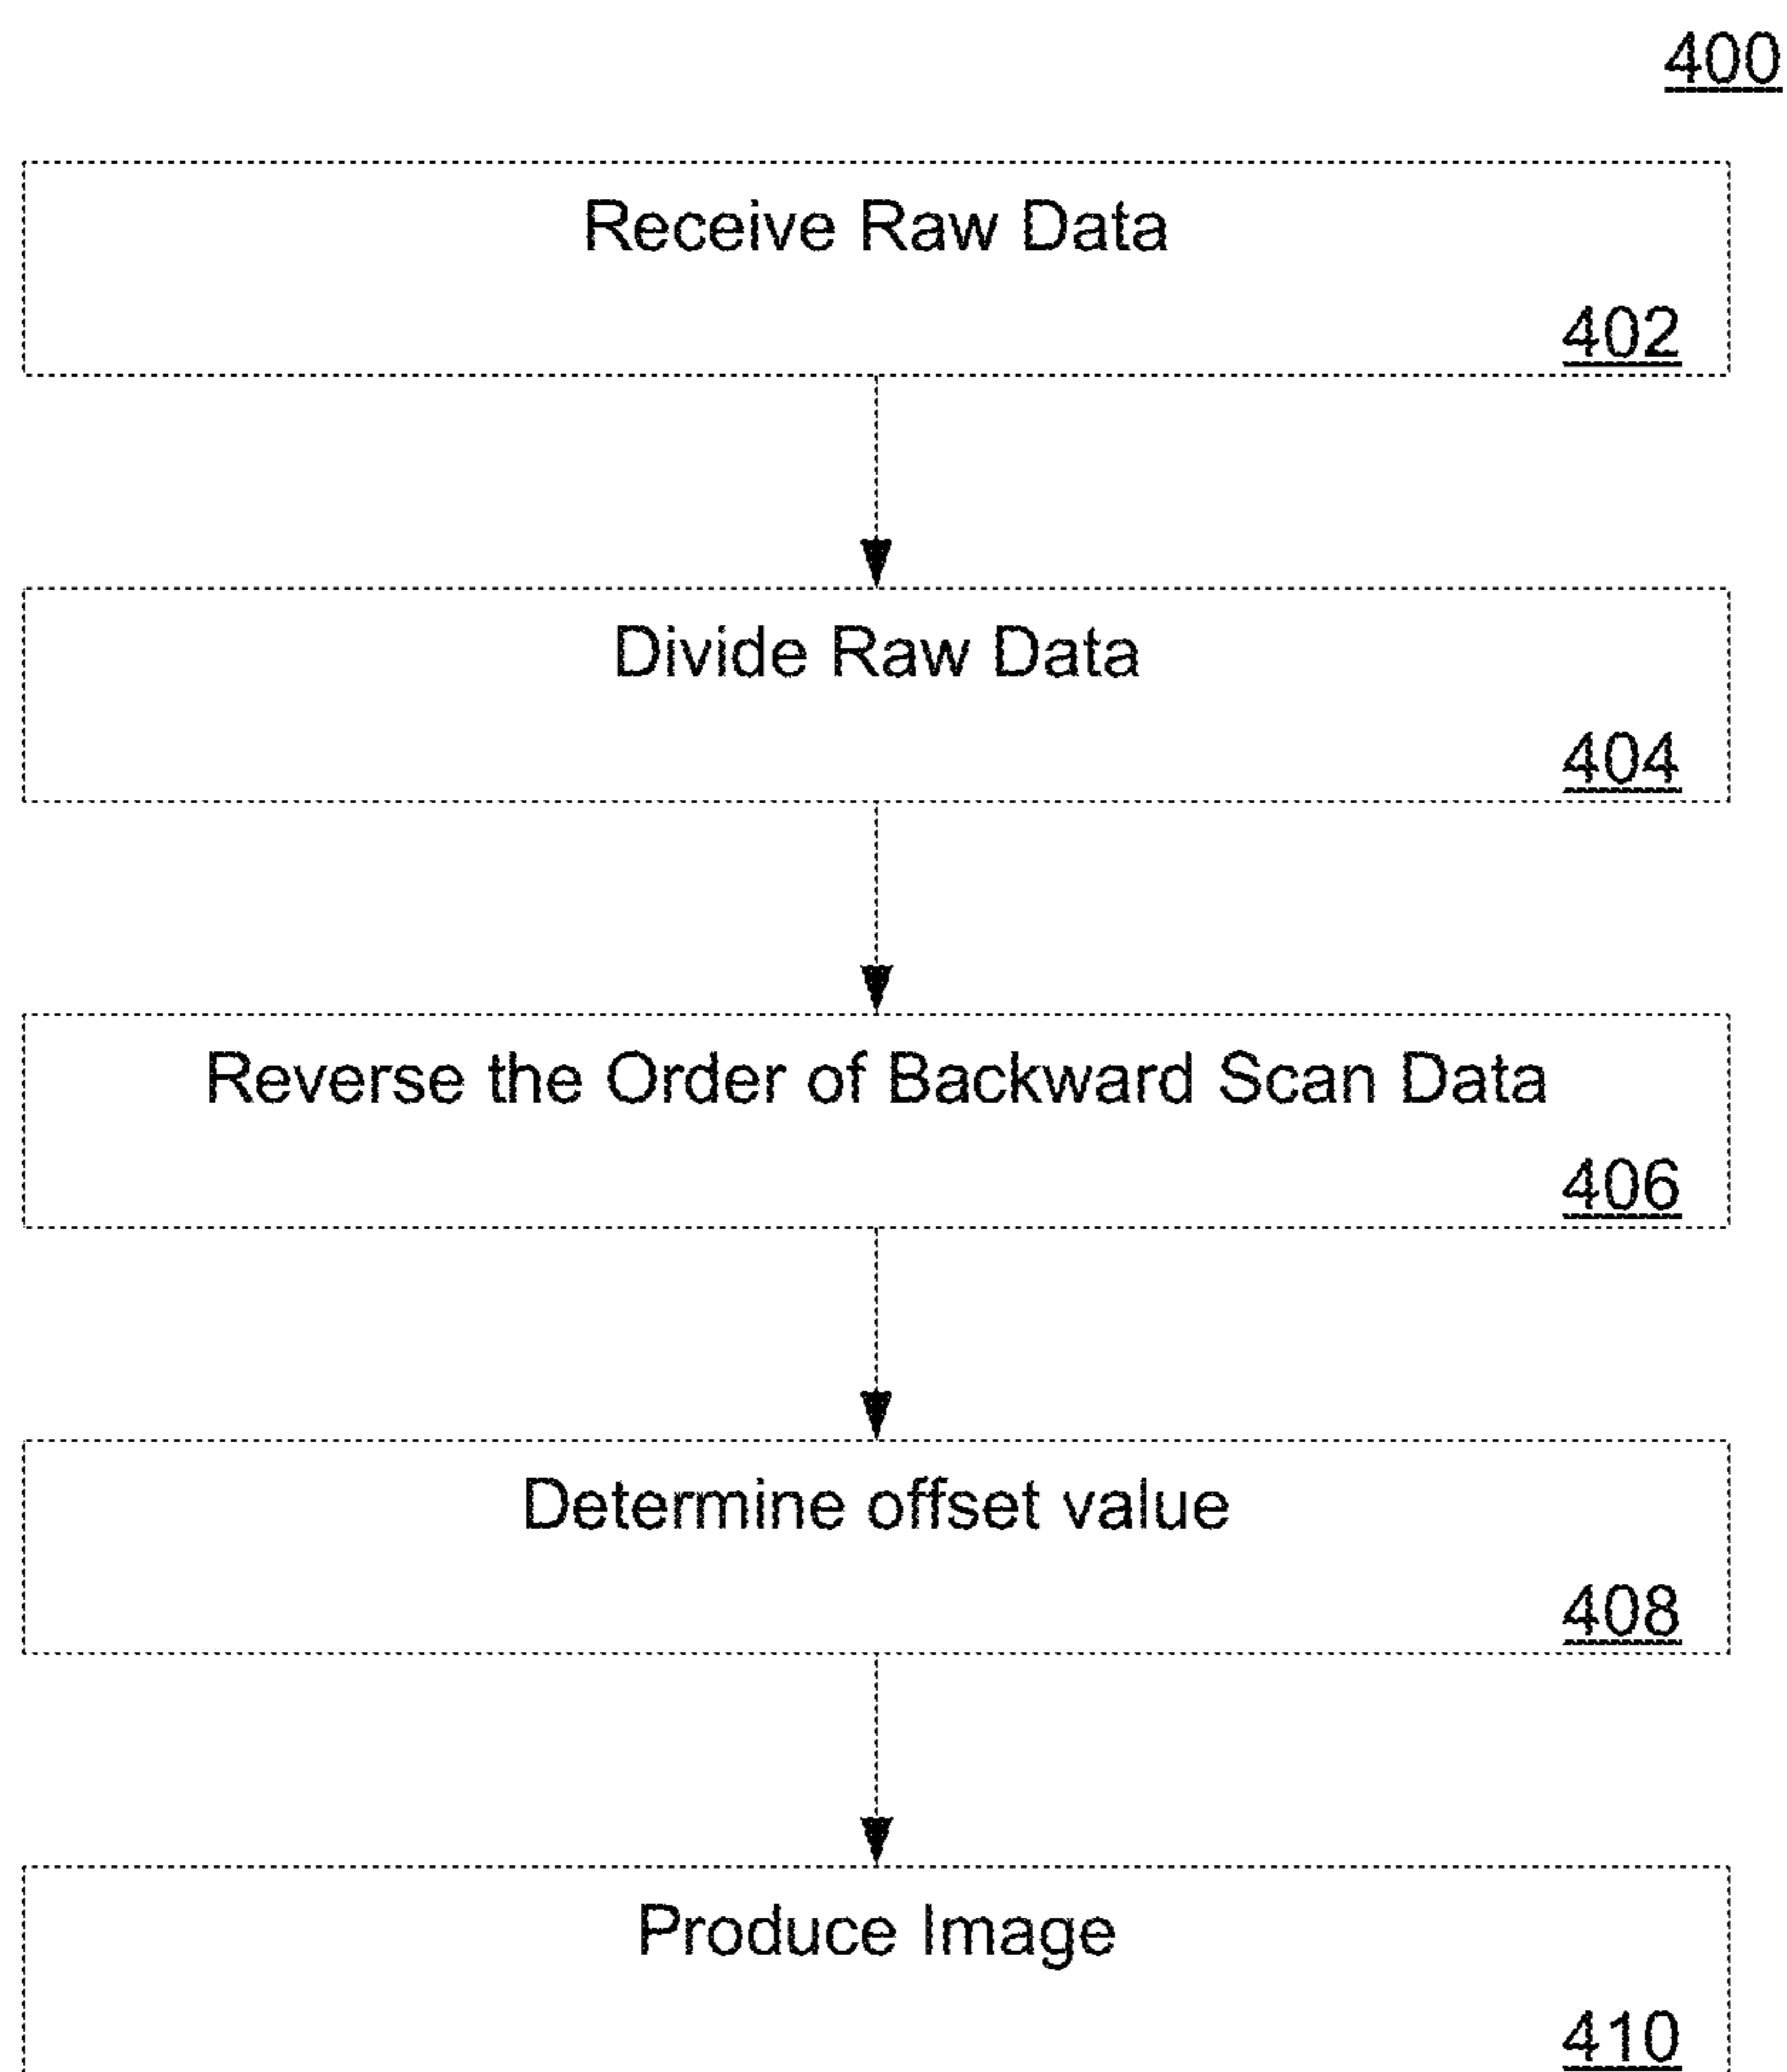 400
Receive Raw Data
402
Divide Raw Data
404
Reverse the Order of Backward Scan Data
406
Determine offset value
408
Produce Image
410